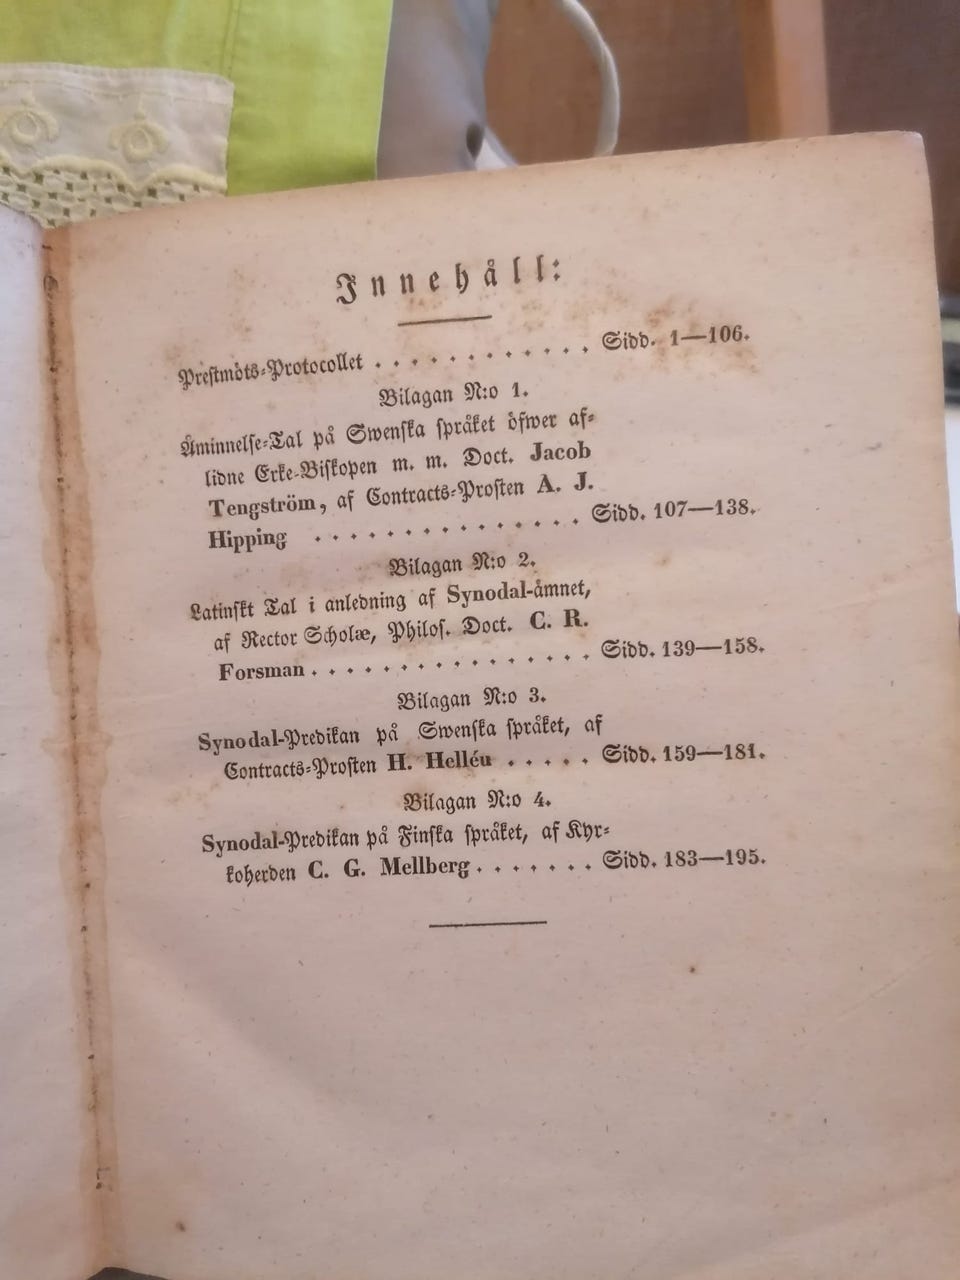 Innehåll:
Prestmöts-Protocollet . . . . . . . . . . . . Sidd. 1—106.
Bilagan N:o 1.
Åminnelse-Tal på Swenska språket öfwer af-
lidne Erke-Biskopen m. m. Doct. Jacob
Tengström, af Contracts-Prosten A. J.
Hipping . . . . . . . . . . . . . . . Sidd. 107—138.
Bilagan N:o 2.
Latinskt Tal i anledning af Synodal-ämnet,
af Rector Scholæ, Philos. Doct. C. R.
Forsman . . . . . . . . . . . . . . . . Sidd. 139—158.
Bilagan N:o 3.
Synodal-Predikan på Swenska språket, af
Contracts-Prosten H. Helléu . . . . . Sidd. 159—181.
Bilagan N:o 4.
Synodal-Predikan på Finska språket, af Kyr-
koherden C. G. Mellberg . . . . . . . Sidd. 183—195.